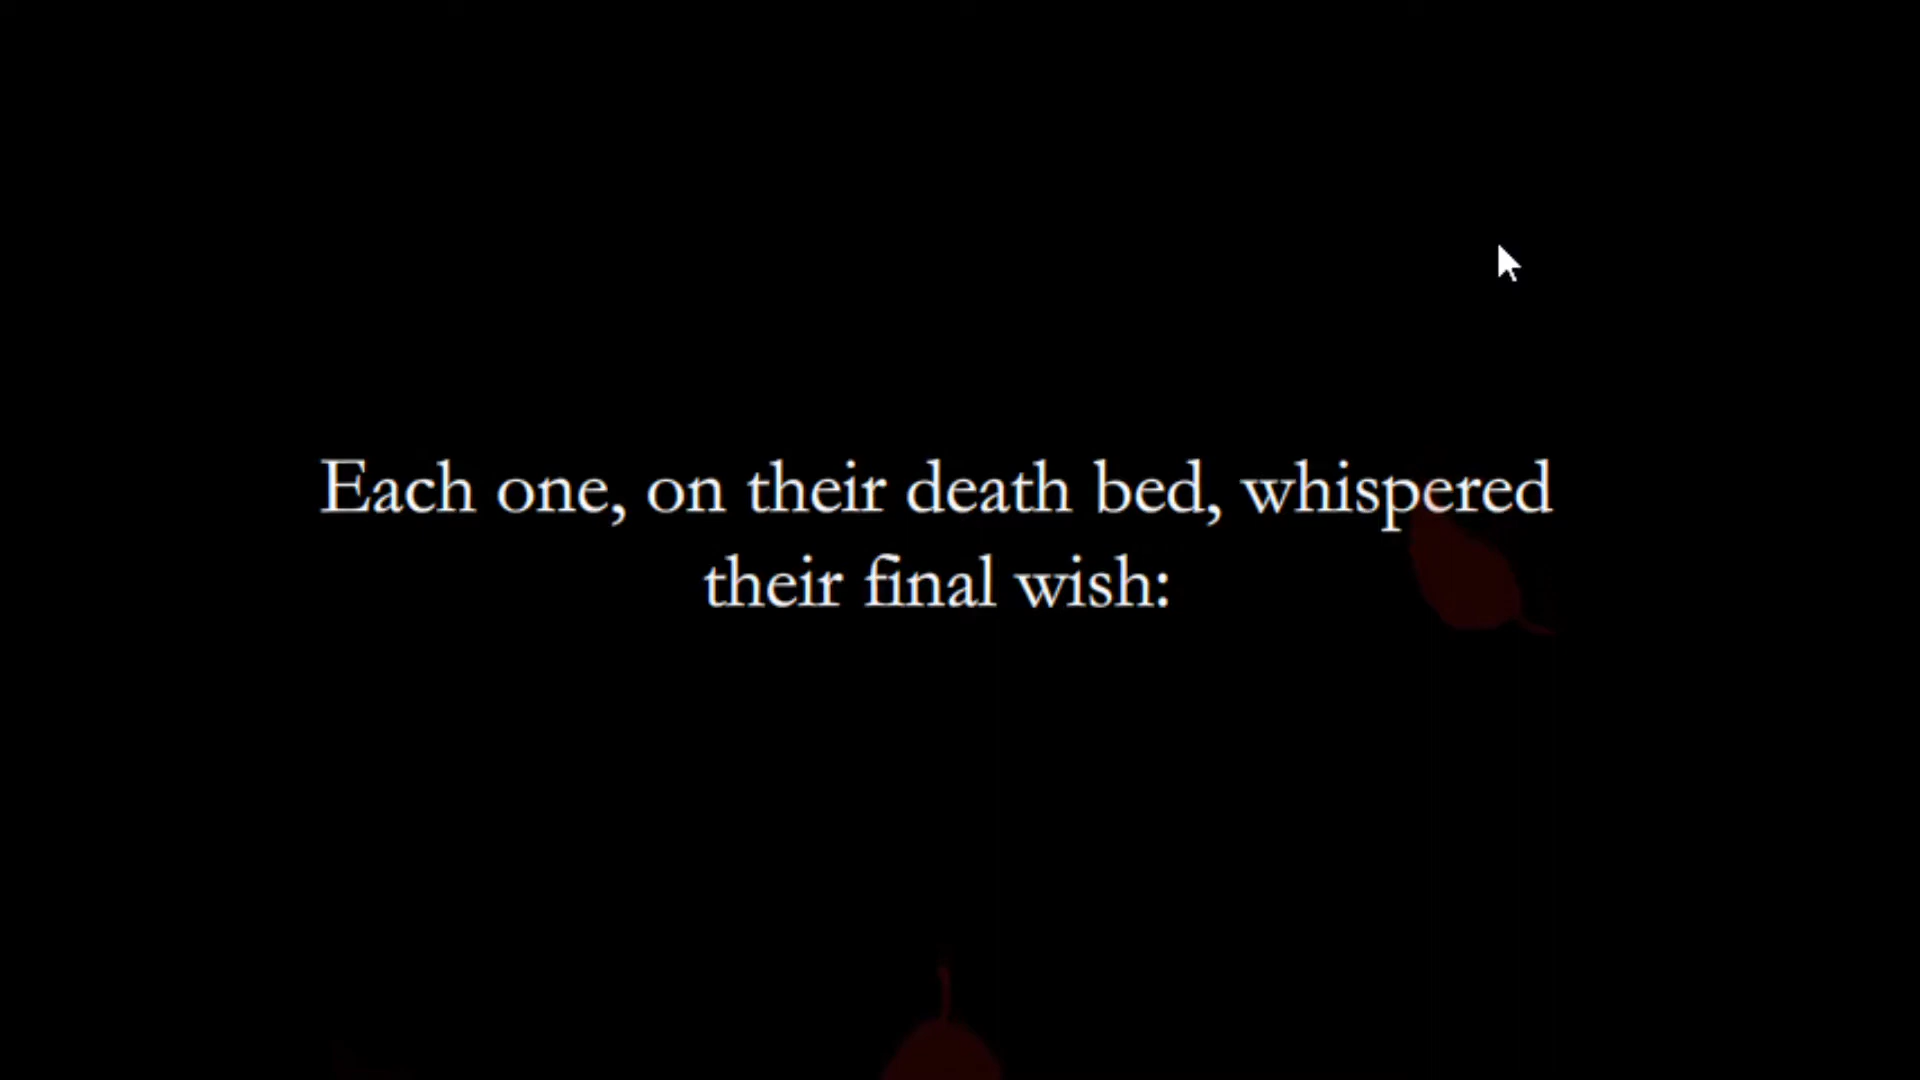 Each one, on their death bed, whispered
their final wish: